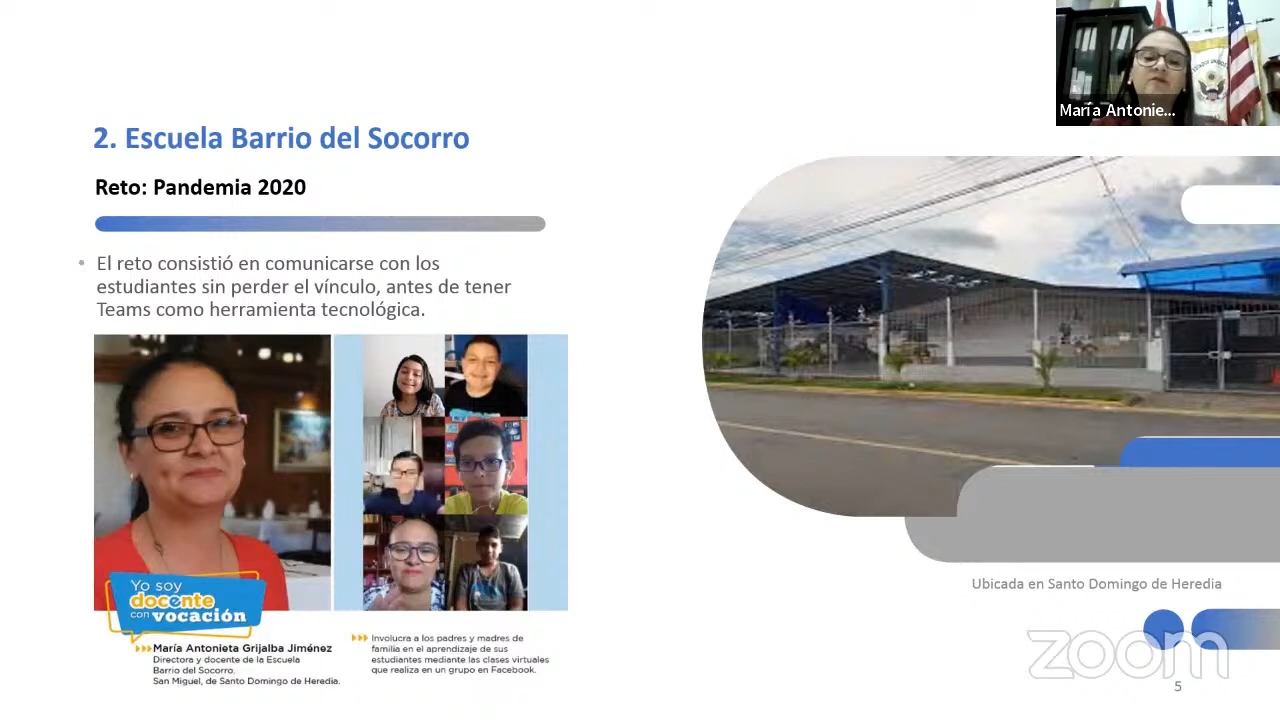 María Antonie...
2. Escuela Barrio del Socorro
Reto: Pandemia 2020
• El reto consistió en comunicarse con los
estudiantes sin perder el vínculo, antes de tener
Teams como herramienta tecnológica.
Yo soy
docente
con vocación
María Antonieta Grijalba Jiménez
Directora y docente de la Escuela
Barrio del Socorro.
San Miguel, de Santo Domingo de Heredia.
Involucra a los padres y madres de
familia en el aprendizaje de sus
estudiantes mediante las clases virtuales
que realiza en un grupo en Facebook.
Ubicada en Santo Domingo de Heredia
zoom
5